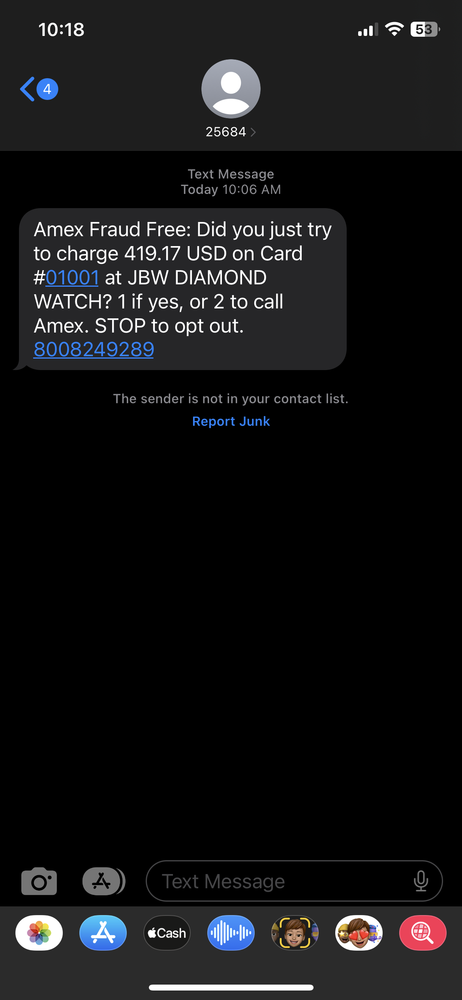 10:18
53
4
25684
Text Message
Today 10:06 AM
Amex Fraud Free: Did you just try
to charge 419.17 USD on Card
#01001 at JBW DIAMOND
WATCH? 1 if yes, or 2 to call
Amex. STOP to opt out.
8008249289
The sender is not in your contact list.
Report Junk
Text Message
Cash